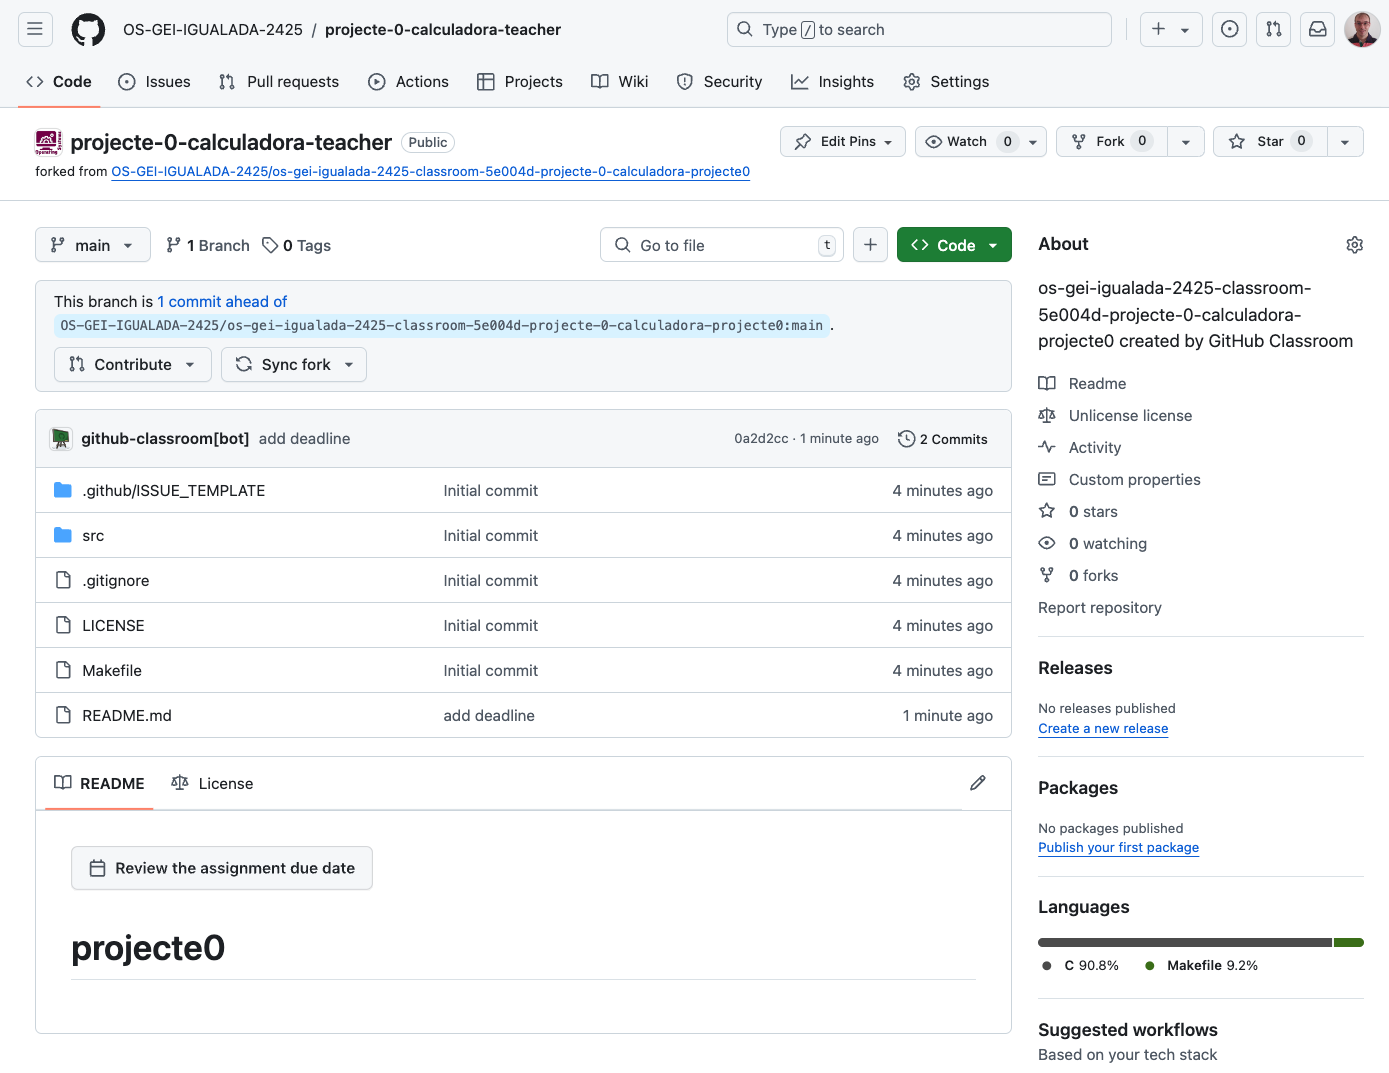 OS-GEI-IGUALADA-2425 / projecte-0-calculadora-teacher
Type / to search
Code Issues Pull requests Actions Projects Wiki Security Insights Settings
projecte-0-calculadora-teacher Public
Edit Pins Watch 0 Fork 0 Star 0
forked from OS-GEI-IGUALADA-2425/os-gei-igualada-2425-classroom-5e004d-projecte-0-calculadora-projecte0
main 1 Branch 0 Tags Go to file t Code
This branch is 1 commit ahead of
OS-GEI-IGUALADA-2425/os-gei-igualada-2425-classroom-5e004d-projecte-0-calculadora-projecte0:main .
Contribute Sync fork
github-classroom[bot] add deadline 0a2d2cc · 1 minute ago 2 Commits
.github/ISSUE_TEMPLATE Initial commit 4 minutes ago
src Initial commit 4 minutes ago
.gitignore Initial commit 4 minutes ago
LICENSE Initial commit 4 minutes ago
Makefile Initial commit 4 minutes ago
README.md add deadline 1 minute ago
README License
Review the assignment due date
projecte0
About
os-gei-igualada-2425-classroom-
5e004d-projecte-0-calculadora-
projecte0 created by GitHub Classroom
Readme
Unlicense license
Activity
Custom properties
0 stars
0 watching
0 forks
Report repository
Releases
No releases published
Create a new release
Packages
No packages published
Publish your first package
Languages
C 90.8% Makefile 9.2%
Suggested workflows
Based on your tech stack